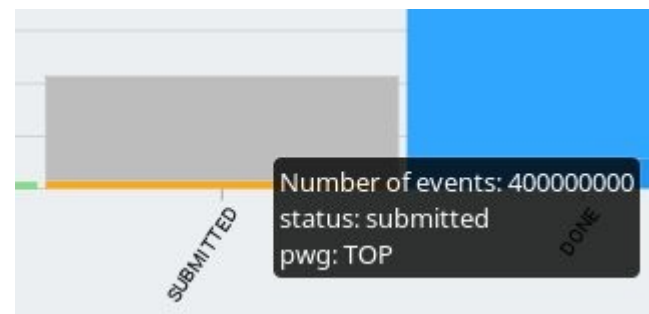 Number of events: 400000000
status: submitted
pwg: TOP
SUBMITTED
DONE